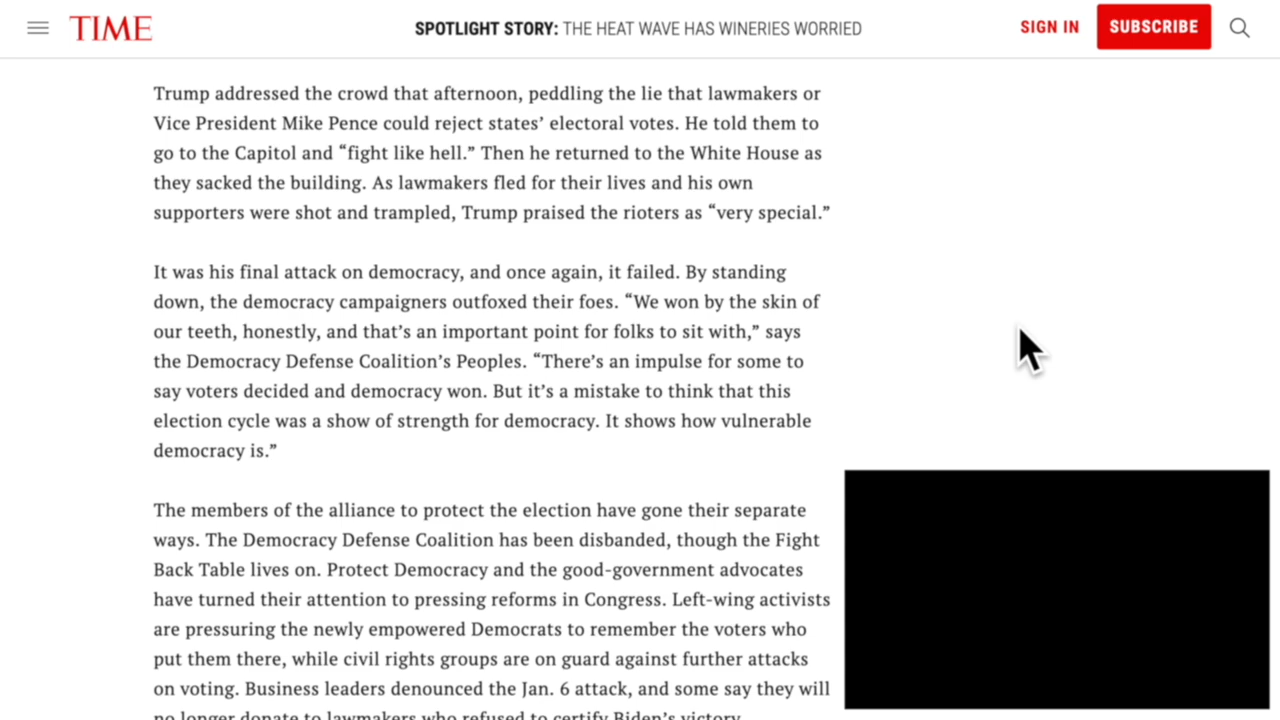 TIME
SPOTLIGHT STORY: THE HEAT WAVE HAS WINERIES WORRIED
SIGN IN
SUBSCRIBE
Trump addressed the crowd that afternoon, peddling the lie that lawmakers or
Vice President Mike Pence could reject states’ electoral votes. He told them to
go to the Capitol and “fight like hell.” Then he returned to the White House as
they sacked the building. As lawmakers fled for their lives and his own
supporters were shot and trampled, Trump praised the rioters as “very special.”
It was his final attack on democracy, and once again, it failed. By standing
down, the democracy campaigners outfoxed their foes. “We won by the skin of
our teeth, honestly, and that’s an important point for folks to sit with,” says
the Democracy Defense Coalition’s Peoples. “There’s an impulse for some to
say voters decided and democracy won. But it’s a mistake to think that this
election cycle was a show of strength for democracy. It shows how vulnerable
democracy is.”
The members of the alliance to protect the election have gone their separate
ways. The Democracy Defense Coalition has been disbanded, though the Fight
Back Table lives on. Protect Democracy and the good-government advocates
have turned their attention to pressing reforms in Congress. Left-wing activists
are pressuring the newly empowered Democrats to remember the voters who
put them there, while civil rights groups are on guard against further attacks
on voting. Business leaders denounced the Jan. 6 attack, and some say they will
no longer donate to lawmakers who refused to certify Biden’s victory.